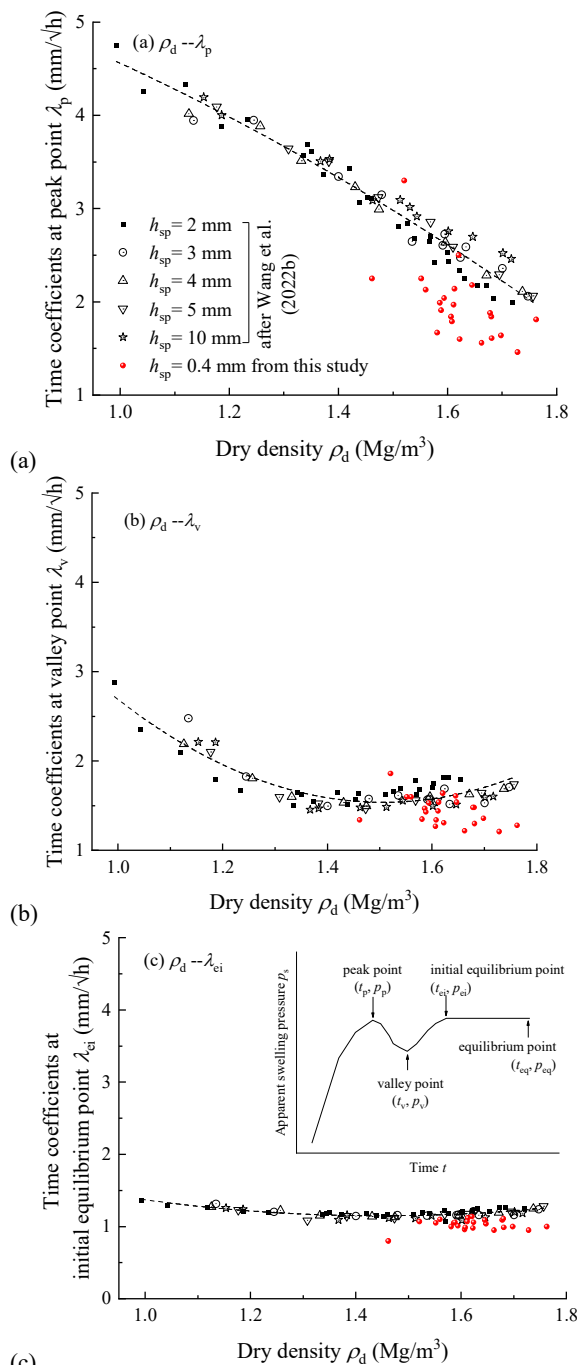 (a) ρd --λp
Time coefficients at peak point λp (mm/√h)
5
4
3
2
1
hsp= 2 mm
hsp= 3 mm
hsp= 4 mm
hsp= 5 mm
hsp= 10 mm
after Wang et al.
(2022b)
hsp= 0.4 mm from this study
1.0 1.2 1.4 1.6 1.8
Dry density ρd (Mg/m³)
(a)
(b) ρd --λv
Time coefficients at valley point λv (mm/√h)
5
4
3
2
1
1.0 1.2 1.4 1.6 1.8
Dry density ρd (Mg/m³)
(b)
(c) ρd --λei
Time coefficients at
initial equilibrium point λei (mm/√h)
5
4
3
2
1
0
Apparent swelling pressure ps
peak point
(tp, pp)
initial equilibrium point
(tei, pei)
equilibrium point
(teq, peq)
valley point
(tv, pv)
Time t
1.0 1.2 1.4 1.6 1.8
Dry density ρd (Mg/m³)
(c)